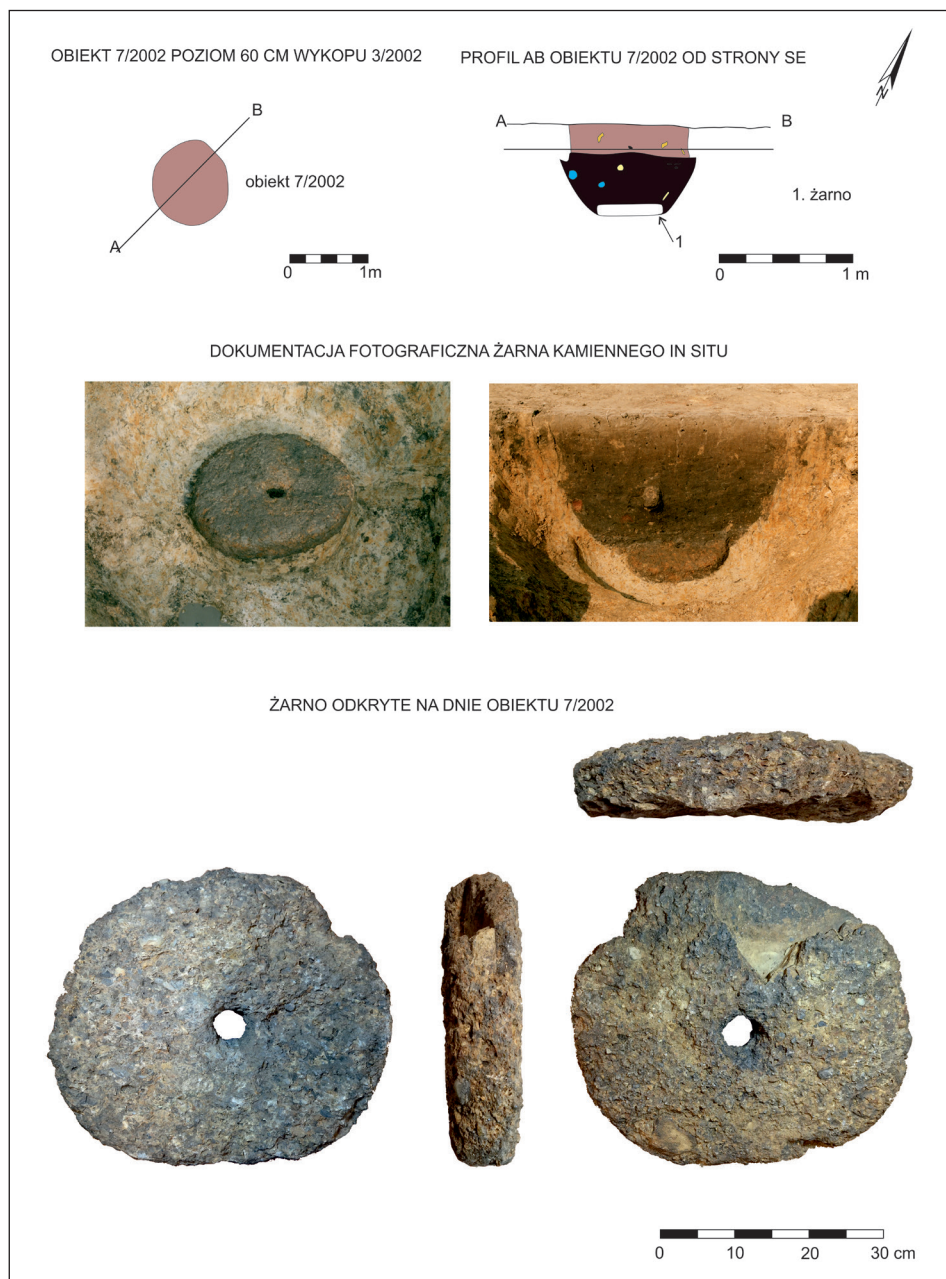 OBIEKT 7/2002 POZIOM 60 CM WYKOPU 3/2002
PROFIL AB OBIEKTU 7/2002 OD STRONY SE
N
B
obiekt 7/2002
A
0 1m
A B
1. żarno
1
0 1 m
DOKUMENTACJA FOTOGRAFICZNA ŻARNA KAMIENNEGO IN SITU
ŻARNO ODKRYTE NA DNIE OBIEKTU 7/2002
0 10 20 30 cm